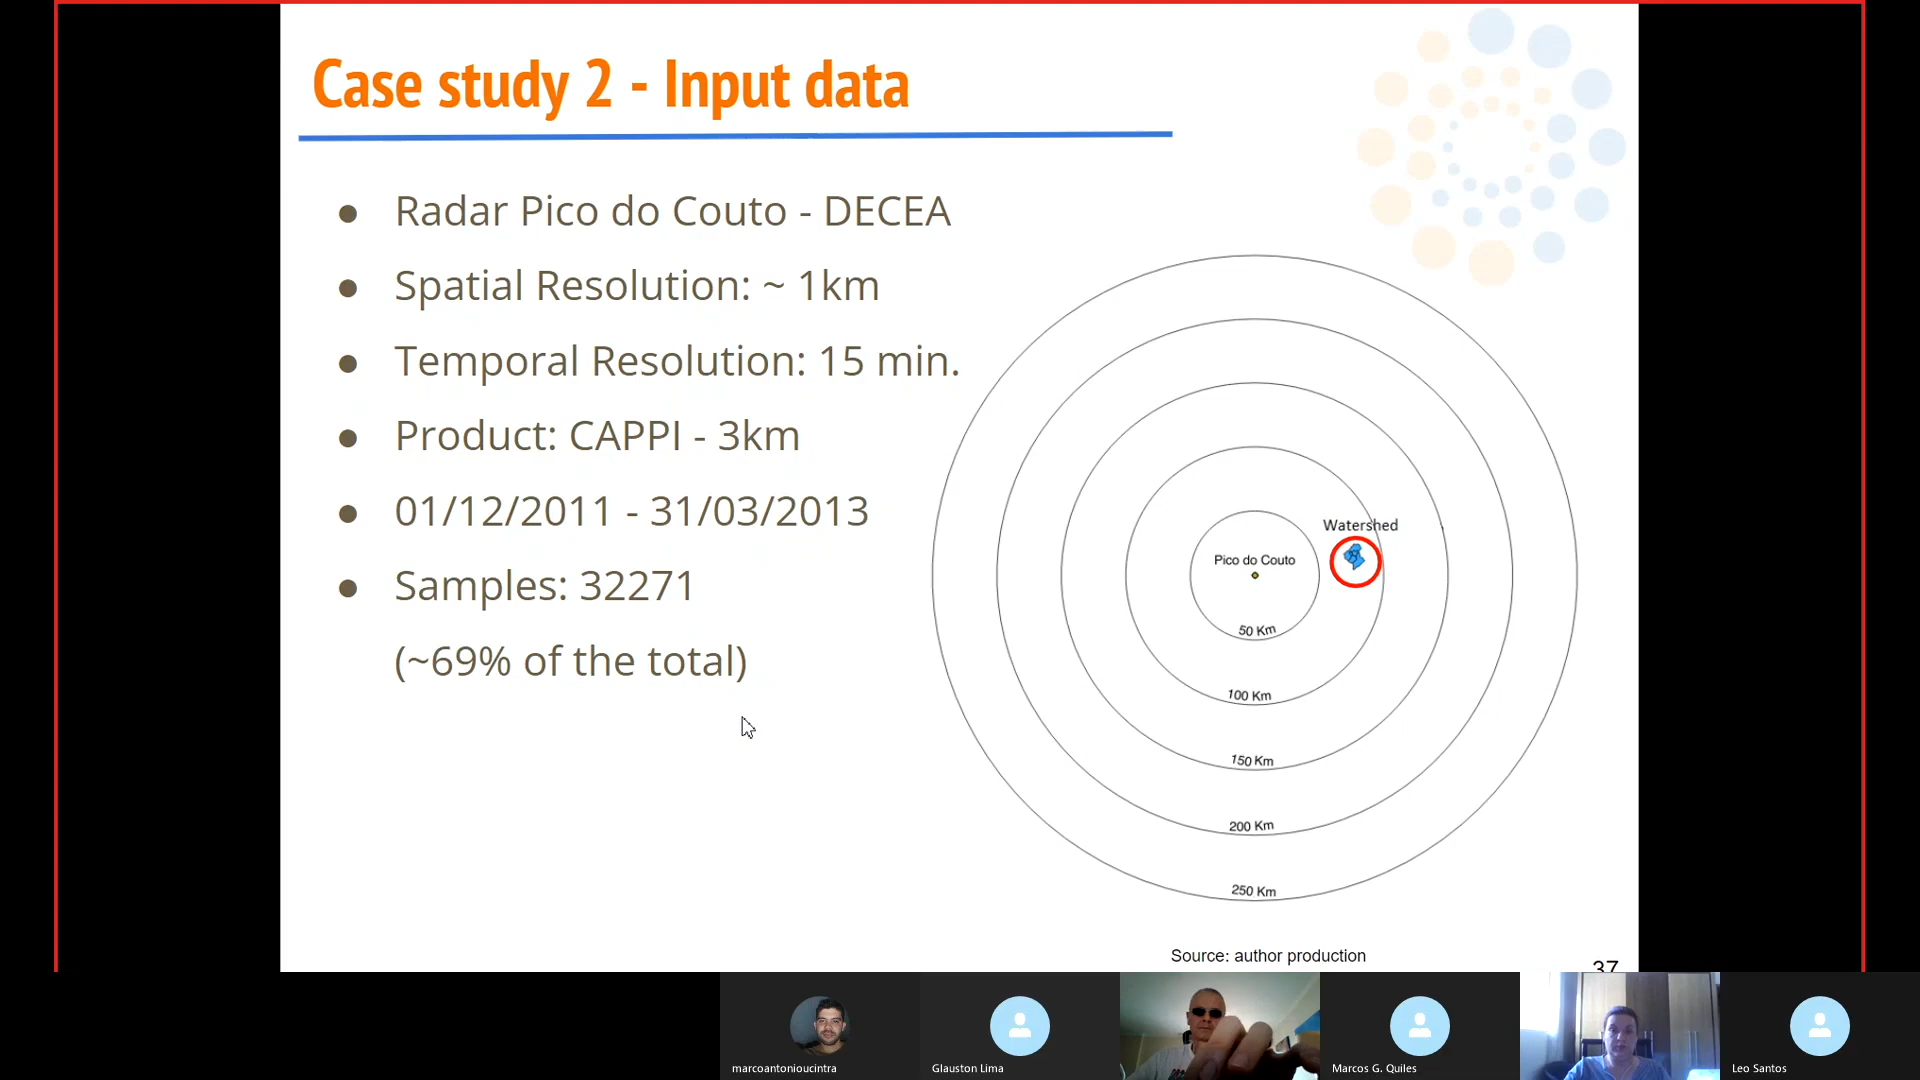 Case study 2 - Input data
● Radar Pico do Couto - DECEA
● Spatial Resolution: ~ 1km
● Temporal Resolution: 15 min.
● Product: CAPPI - 3km
● 01/12/2011 - 31/03/2013
● Samples: 32271
(~69% of the total)
Watershed
Pico do Couto
50 Km
100 Km
150 Km
200 Km
250 Km
Source: author production
37
marcoantonioucintra
Glauston Lima
Marcos G. Quiles
Leo Santos